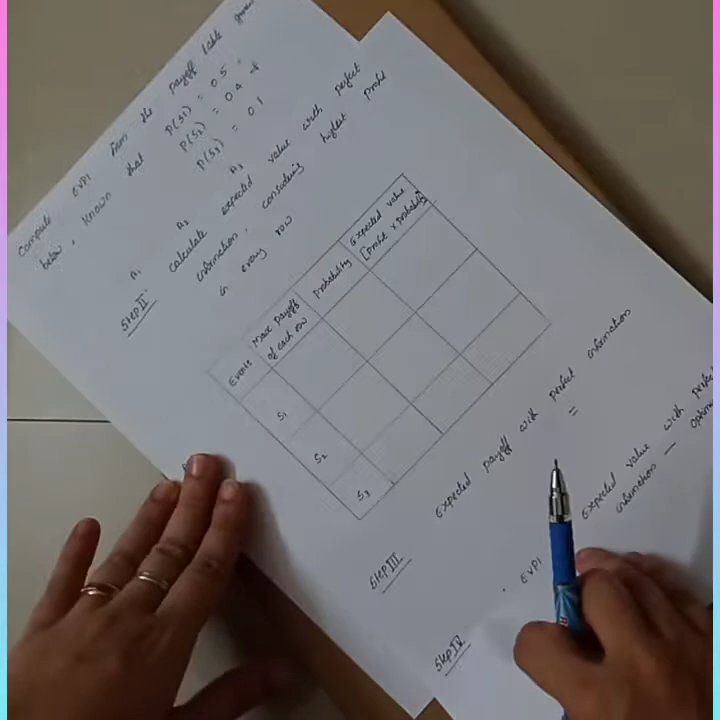 Compute EVPI from the payoff table given
below, known that P(S1) = 0.5,
P(S2) = 0.4 &
P(S3) = 0.1
A1 A2 A3
Step II calculate expected value with perfect
information, considering highest profit
in every row
Events Max payoff of each row Probability Expected value [profit x probability]
S1
S2
S3
Step III Expected payoff with perfect information
=
Step IV EVPI = Expected value with
information —